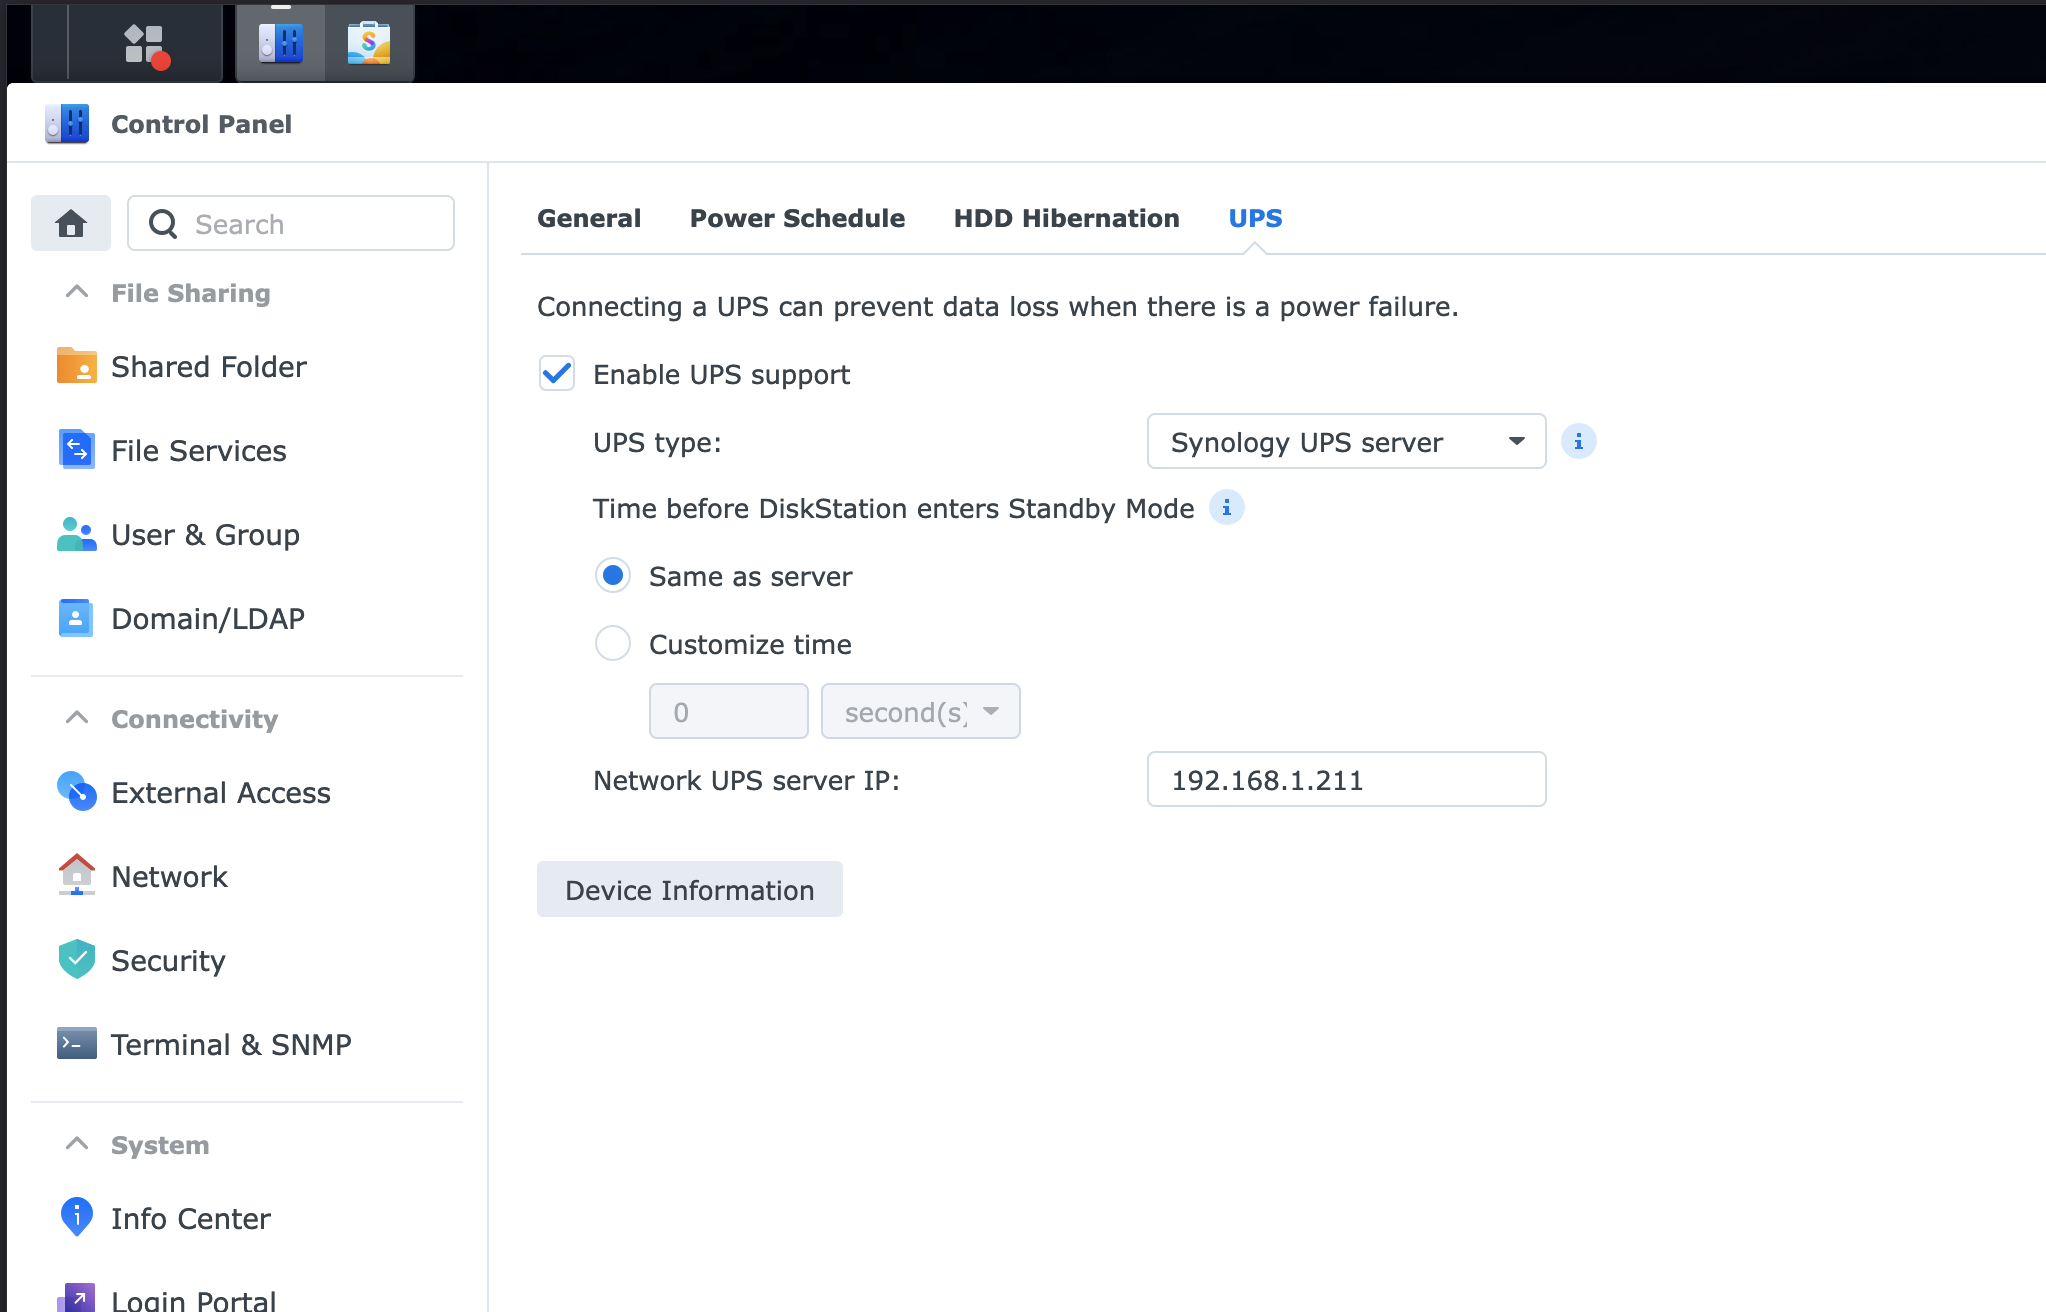 Control Panel
Search
File Sharing
Shared Folder
File Services
User & Group
Domain/LDAP
Connectivity
External Access
Network
Security
Terminal & SNMP
System
Info Center
Login Portal
General Power Schedule HDD Hibernation UPS
Connecting a UPS can prevent data loss when there is a power failure.
Enable UPS support
UPS type: Synology UPS server
Time before DiskStation enters Standby Mode
Same as server
Customize time
0 second(s)
Network UPS server IP: 192.168.1.211
Device Information